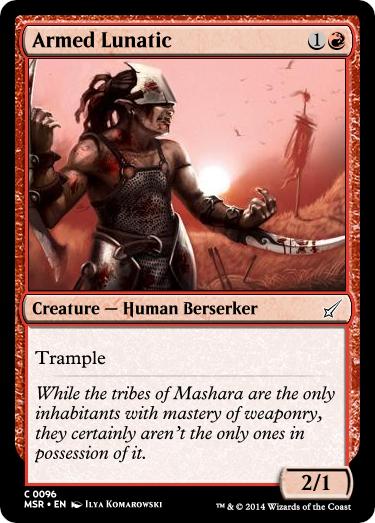 Armed Lunatic 1
Creature — Human Berserker
Trample
While the tribes of Mashara are the only
inhabitants with mastery of weaponry,
they certainly aren't the only ones in
possession of it.
2/1
C 0096
MSR • EN Ilya Komarowski
™ & © 2014 Wizards of the Coast